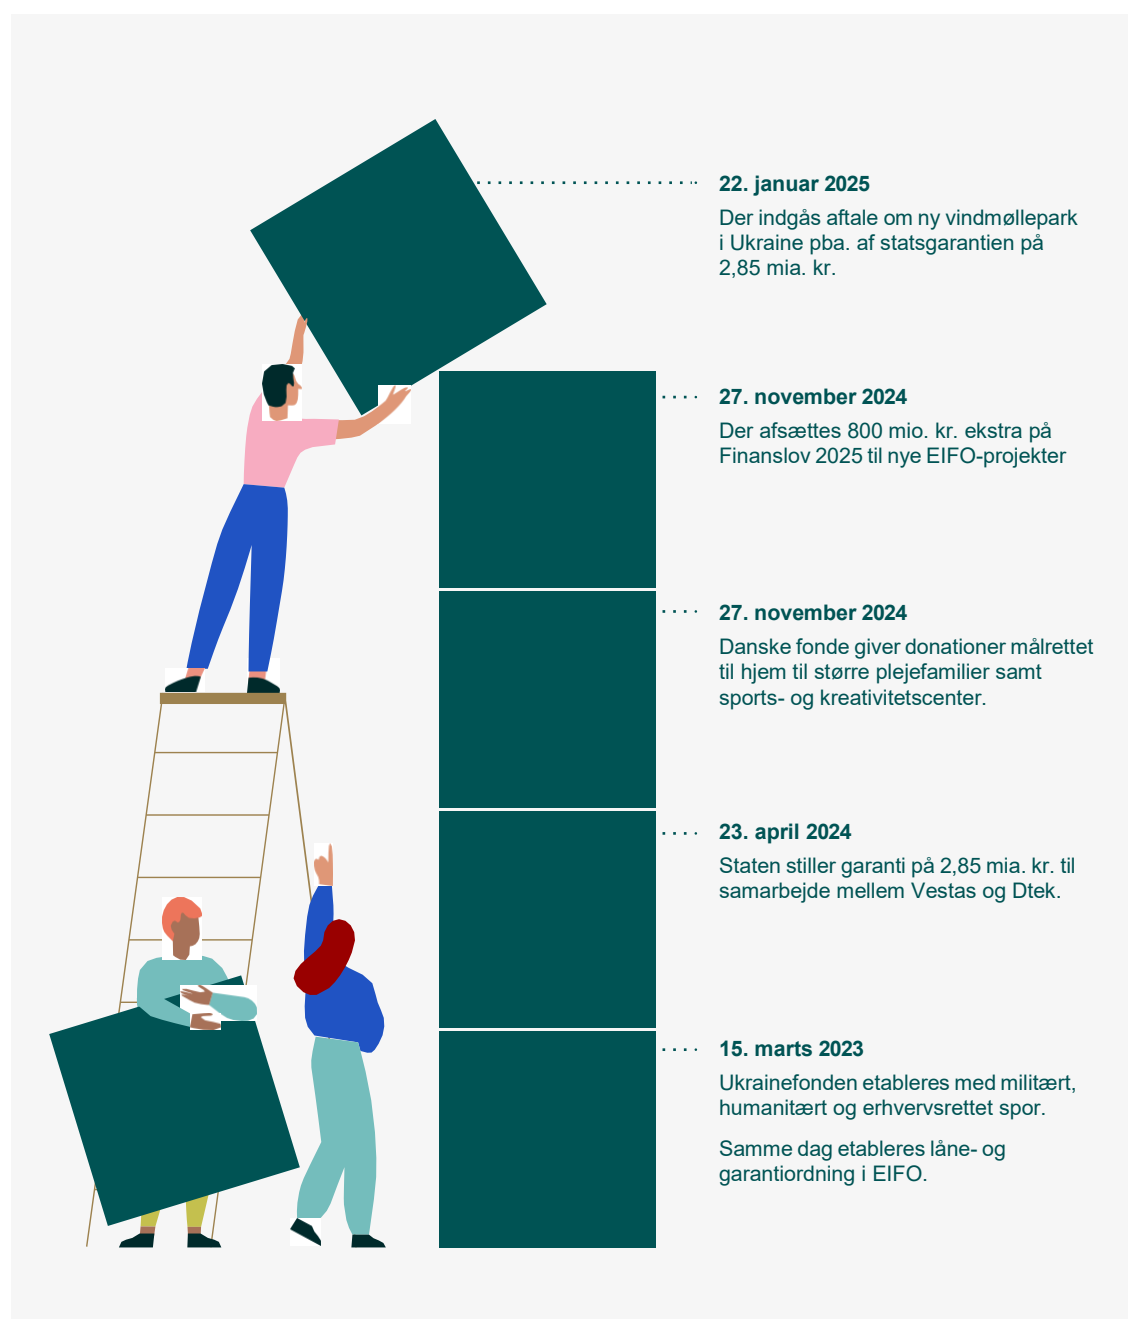 22. januar 2025
Der indgås aftale om ny vindmøllepark
i Ukraine pba. af statsgarantien på
2,85 mia. kr.
27. november 2024
Der afsættes 800 mio. kr. ekstra på
Finanslov 2025 til nye EIFO-projekter
27. november 2024
Danske fonde giver donationer målrettet
til hjem til større plejefamilier samt
sports- og kreativitetscenter.
23. april 2024
Staten stiller garanti på 2,85 mia. kr. til
samarbejde mellem Vestas og Dtek.
15. marts 2023
Ukrainefonden etableres med militært,
humanitært og erhvervsrettet spor.
Samme dag etableres låne- og
garantiordning i EIFO.